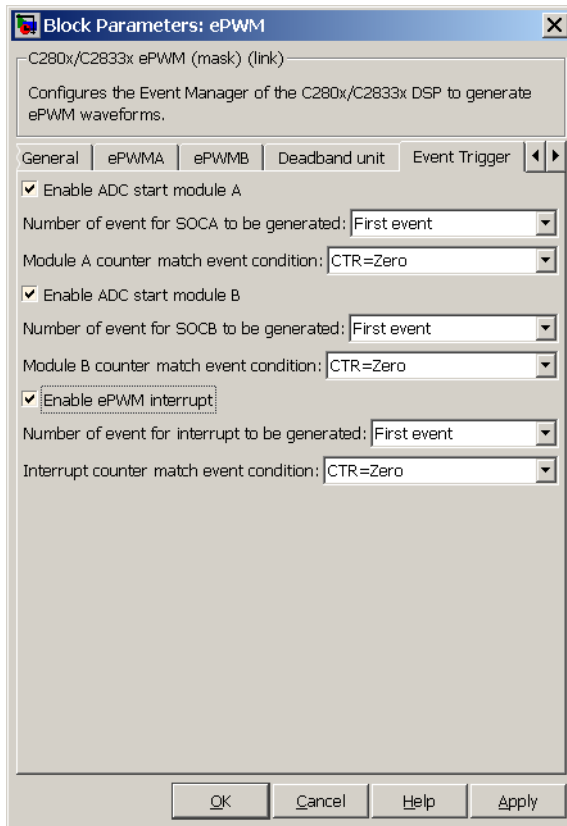 Block Parameters: ePWM
C280x/C2833x ePWM (mask) (link)
Configures the Event Manager of the C280x/C2833x DSP to generate
ePWM waveforms.
General ePWMA ePWMB Deadband unit Event Trigger
Enable ADC start module A
Number of event for SOCA to be generated: First event
Module A counter match event condition: CTR=Zero
Enable ADC start module B
Number of event for SOCB to be generated: First event
Module B counter match event condition: CTR=Zero
Enable ePWM interrupt
Number of event for interrupt to be generated: First event
Interrupt counter match event condition: CTR=Zero
OK Cancel Help Apply